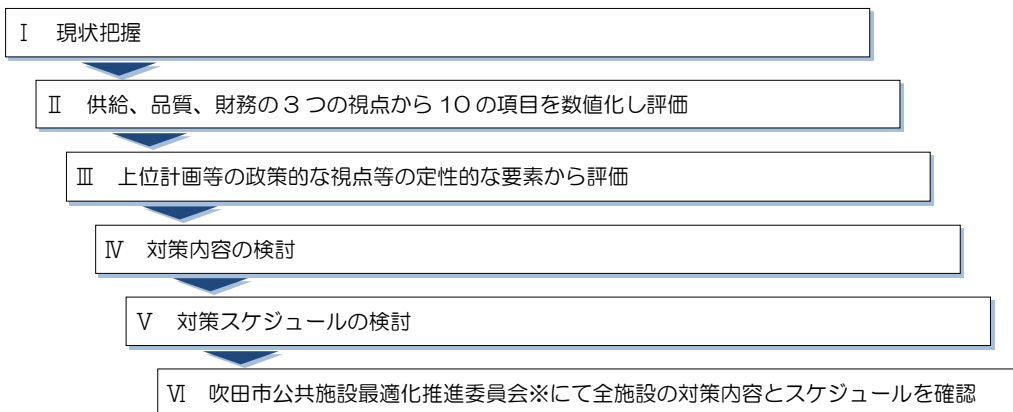 Ⅰ 現状把握
Ⅱ 供給、品質、財務の3つの視点から10の項目を数値化し評価
Ⅲ 上位計画等の政策的な視点等の定性的な要素から評価
Ⅳ 対策内容の検討
Ⅴ 対策スケジュールの検討
Ⅵ 吹田市公共施設最適化推進委員会※にて全施設の対策内容とスケジュールを確認